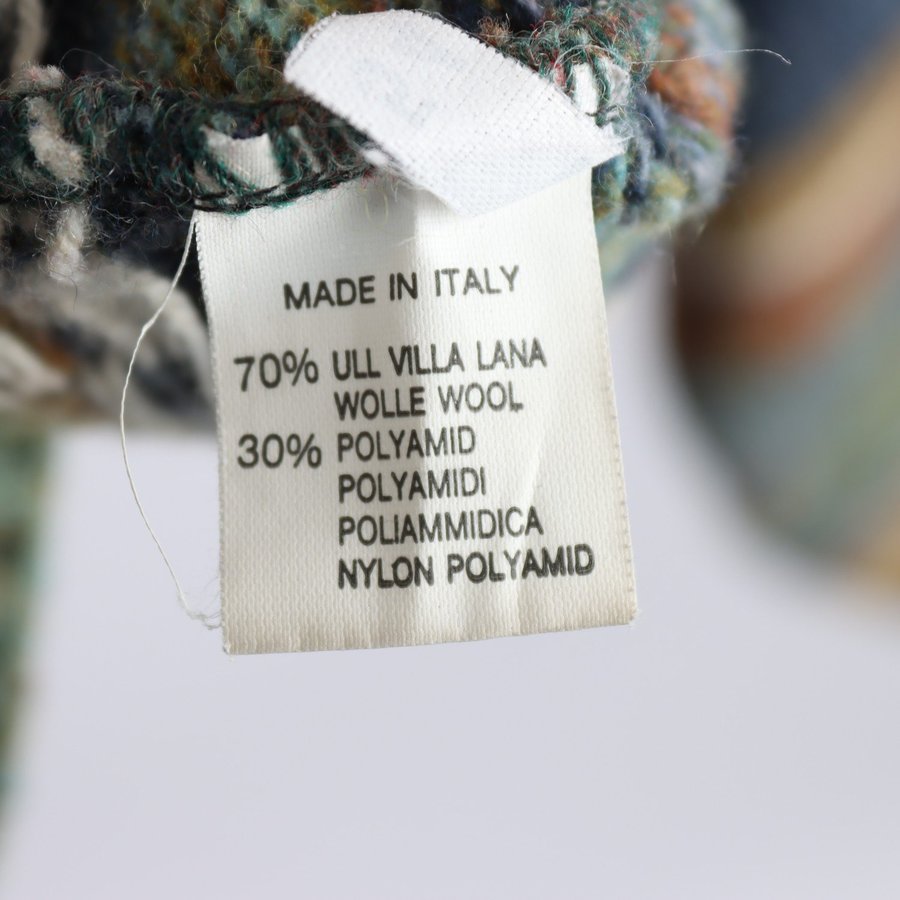 MADE IN ITALY
70% ULL VILLA LANA
WOLLE WOOL
30% POLYAMID
POLYAMIDI
POLIAMMIDICA
NYLON POLYAMID